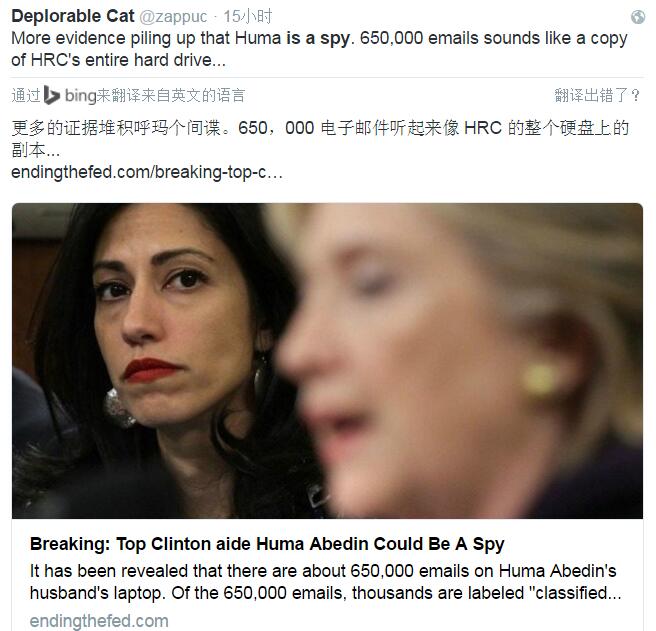 Deplorable Cat @zappuc · 15小时
More evidence piling up that Huma is a spy. 650,000 emails sounds like a copy
of HRC's entire hard drive...
通过 bing来翻译来自英文的语言 翻译出错了？
更多的证据堆积呼玛个间谍。650，000 电子邮件听起来像 HRC 的整个硬盘上的
副本...
endingthefed.com/breaking-top-c…
Breaking: Top Clinton aide Huma Abedin Could Be A Spy
It has been revealed that there are about 650,000 emails on Huma Abedin's
husband's laptop. Of the 650,000 emails, thousands are labeled "classified...
endingthefed.com